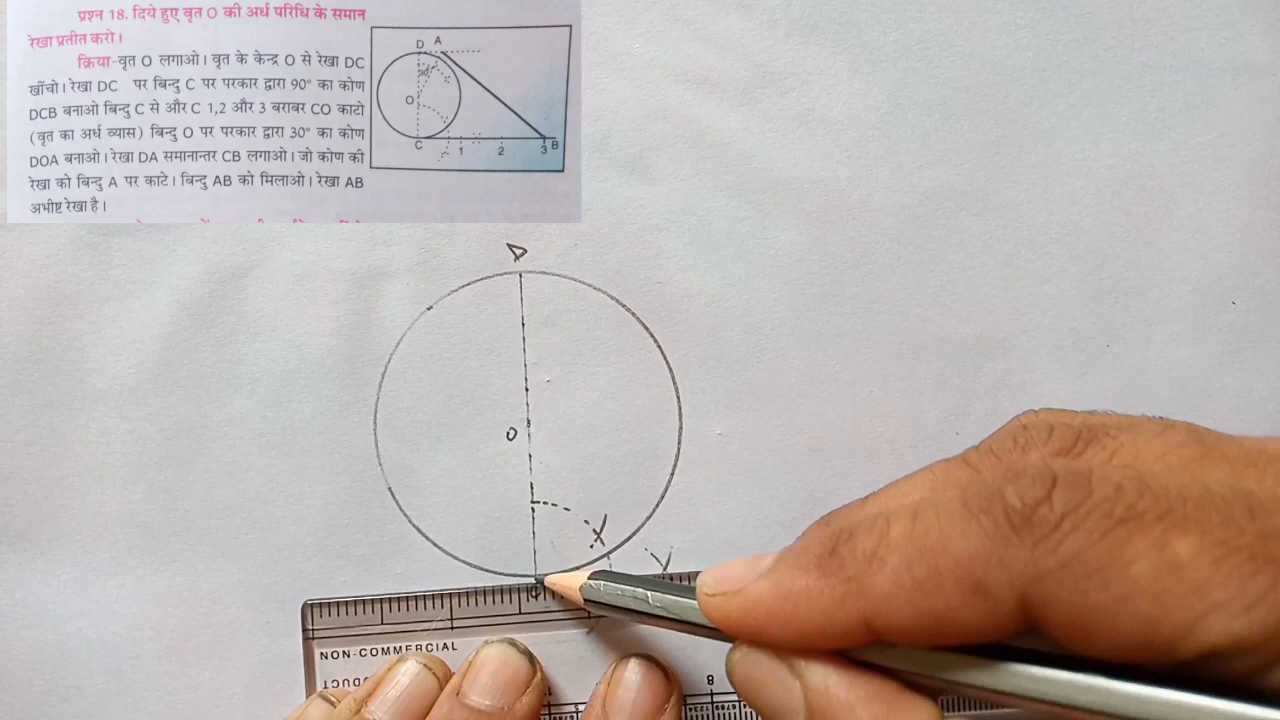 प्रश्न 18. दिये हुए वृत O की अर्ध परिधि के समान
रेखा प्रतीत करो।
क्रिया-वृत O लगाओ। वृत के केन्द्र O से रेखा DC
खींचो। रेखा DC पर बिन्दु C पर परकार द्वारा 90° का कोण
DCB बनाओ बिन्दु C से और C 1,2 और 3 बराबर CO काटो
(वृत का अर्ध व्यास) बिन्दु O पर परकार द्वारा 30° का कोण
DOA बनाओ। रेखा DA समानान्तर CB लगाओ। जो कोण की
रेखा को बिन्दु A पर काटे। बिन्दु AB को मिलाओ। रेखा AB
अभीष्ट रेखा है।
D A
30°
O
C 1 2 3 B
D
O
C
NON-COMMERCIAL
8